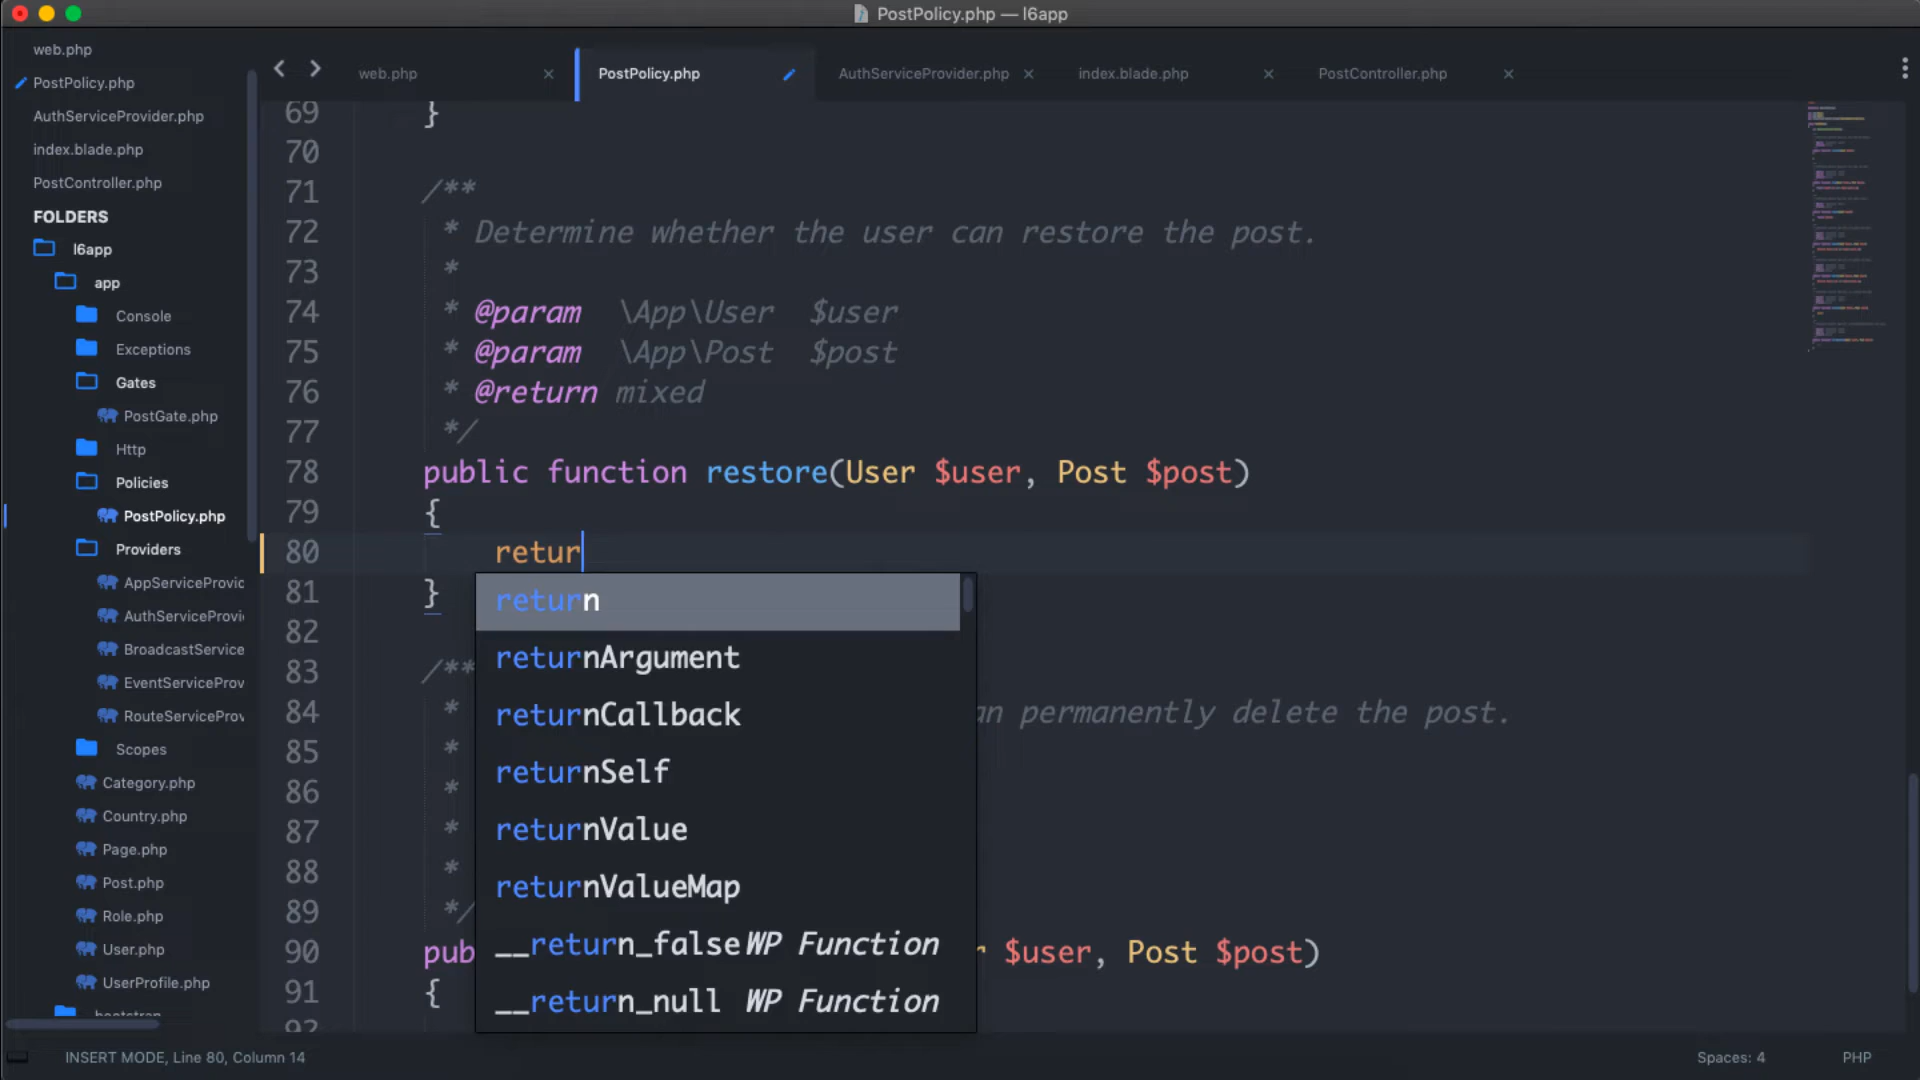 PostPolicy.php — l6app
web.php
PostPolicy.php
AuthServiceProvider.php
index.blade.php
PostController.php
FOLDERS
l6app
app
Console
Exceptions
Gates
PostGate.php
Http
Policies
PostPolicy.php
Providers
AppServiceProvic
AuthServiceProvi
BroadcastService
EventServiceProv
RouteServiceProv
Scopes
Category.php
Country.php
Page.php
Post.php
Role.php
User.php
UserProfile.php
bootstrap
web.php
PostPolicy.php
AuthServiceProvider.php
index.blade.php
PostController.php
69 }
70
71 /**
72 * Determine whether the user can restore the post.
73 *
74 * @param \App\User $user
75 * @param \App\Post $post
76 * @return mixed
77 */
78 public function restore(User $user, Post $post)
79 {
80 retur
81 }
82
83 /**
84 * an permanently delete the post.
85 *
86 *
87 *
88 *
89 */
90 pub r $user, Post $post)
91 {
92
return
returnArgument
returnCallback
returnSelf
returnValue
returnValueMap
__return_false WP Function
__return_null WP Function
INSERT MODE, Line 80, Column 14
Spaces: 4
PHP